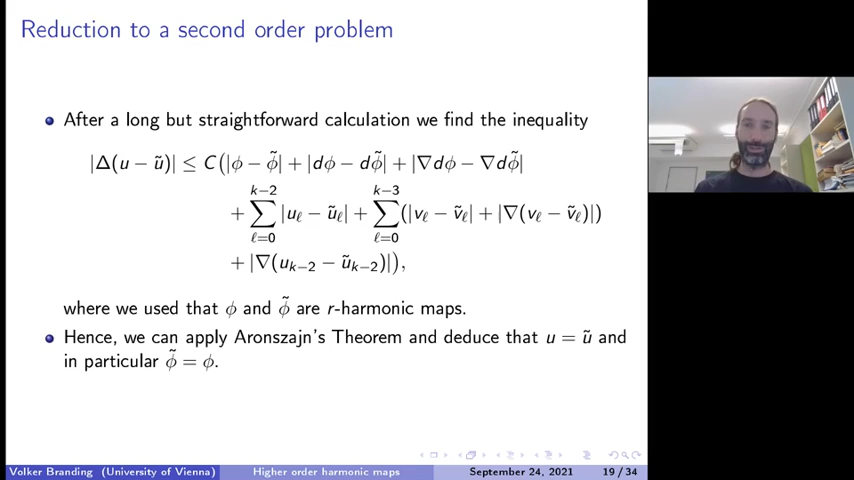 Reduction to a second order problem
After a long but straightforward calculation we find the inequality
|Δ(u − ũ)| ≤ C(|ϕ − ϕ̃| + |dϕ − dϕ̃| + |∇dϕ − ∇dϕ̃|
+ ∑_{ℓ=0}^{k−2} |u_ℓ − ũ_ℓ| + ∑_{ℓ=0}^{k−3} (|v_ℓ − ṽ_ℓ| + |∇(v_ℓ − ṽ_ℓ)|)
+ |∇(u_{k−2} − ũ_{k−2})|),
where we used that ϕ and ϕ̃ are r-harmonic maps.
Hence, we can apply Aronszajn's Theorem and deduce that u = ũ and
in particular ϕ̃ = ϕ.
Volker Branding (University of Vienna) Higher order harmonic maps September 24, 2021 19 / 34